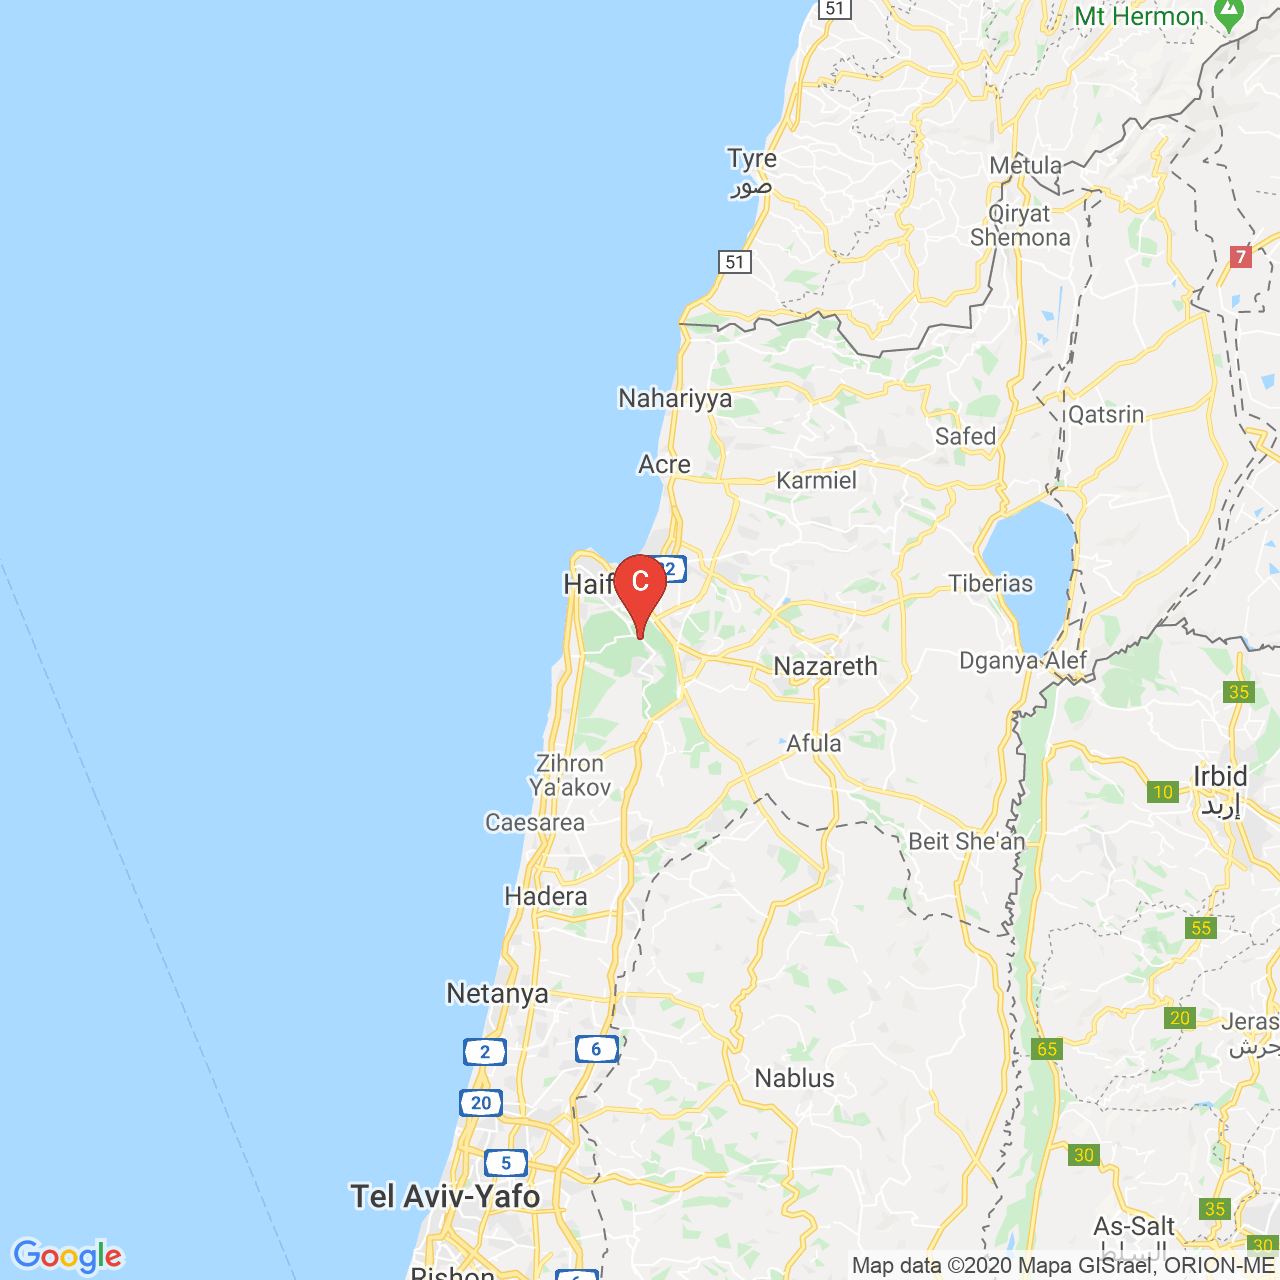 51
Mt Hermon
Tyre
صور
Metula
Qiryat
Shemona
51
7
Nahariyya
Qatsrin
Safed
Acre
Karmiel
22
Haif
C
Tiberias
Nazareth
Dganya Alef
35
Afula
Zihron
Ya'akov
Irbid
إربد
10
Caesarea
Beit She'an
Hadera
55
Netanya
20
Jeras
جرش
2
6
65
Nablus
20
30
5
Tel Aviv-Yafo
35
As-Salt
السلط
30
Google
Rishon
6
Map data ©2020 Mapa GISrael, ORION-ME